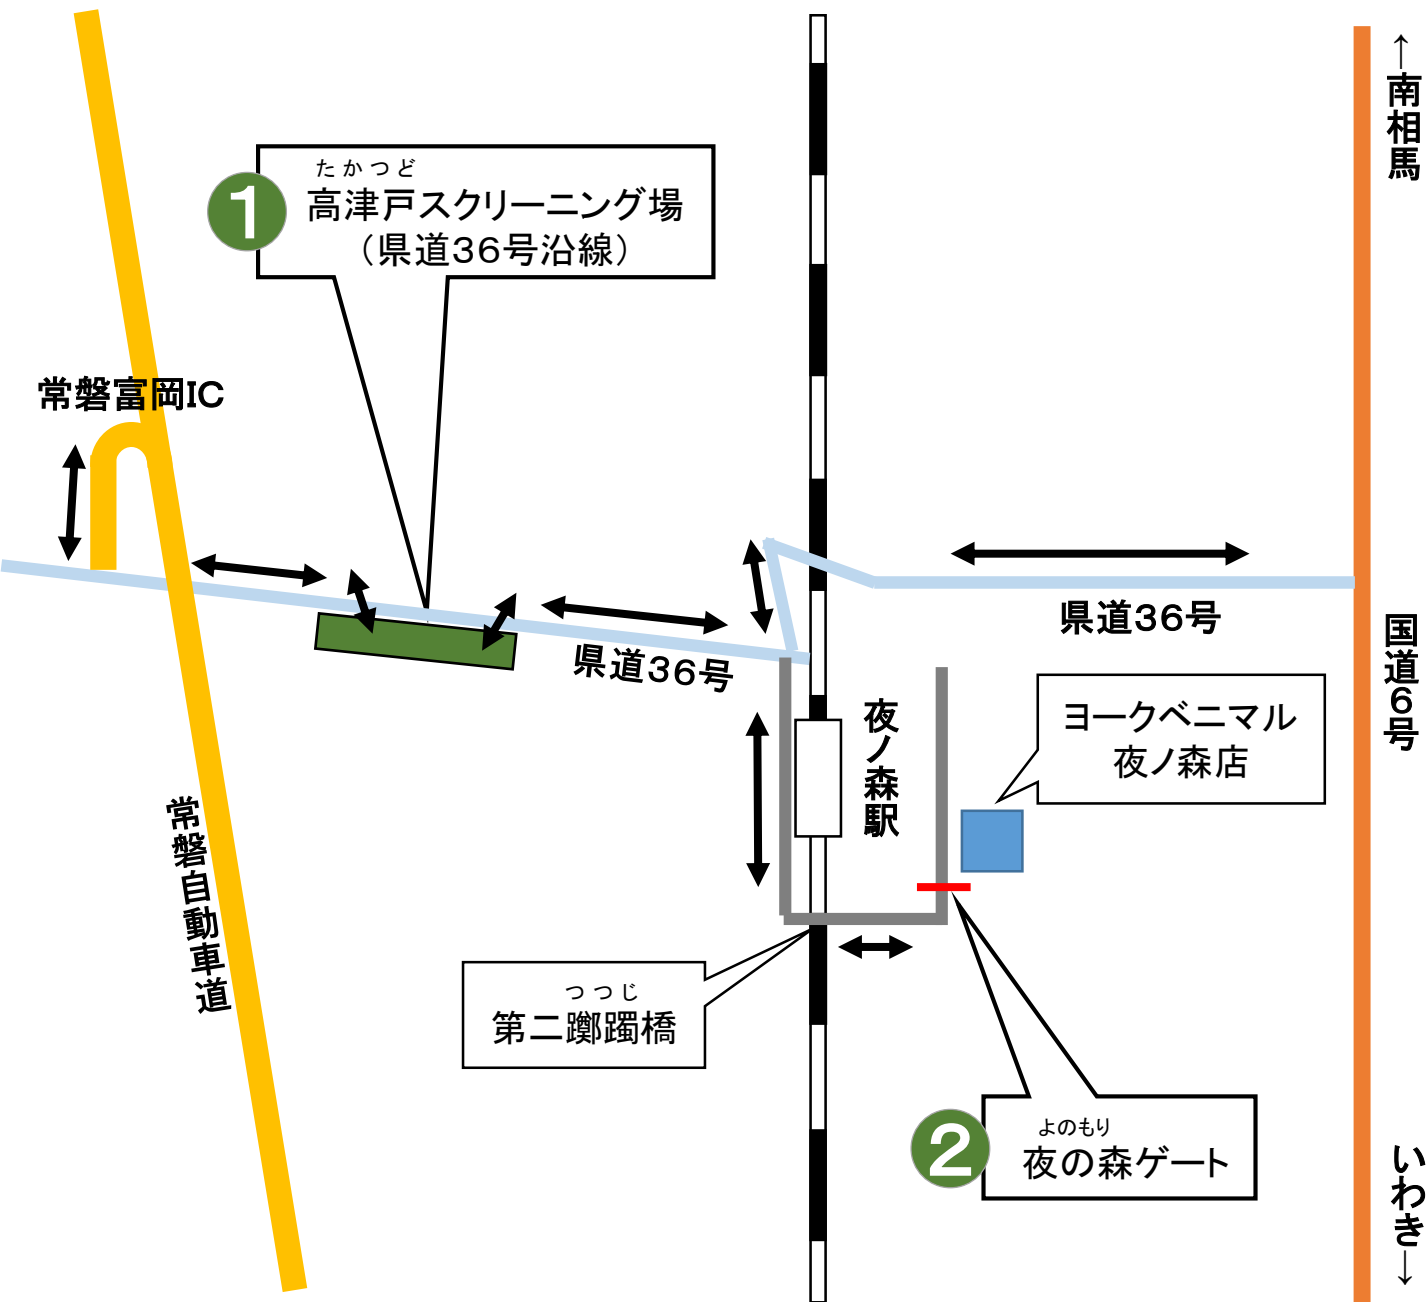 ↑南相馬
たかつど
1
高津戸スクリーニング場
（県道36号沿線）
常磐富岡IC
県道36号
県道36号
国道6号
ヨークベニマル
夜ノ森店
夜ノ森駅
常磐自動車道
つつじ
第二躑躅橋
2
よのもり
夜の森ゲート
いわき↓